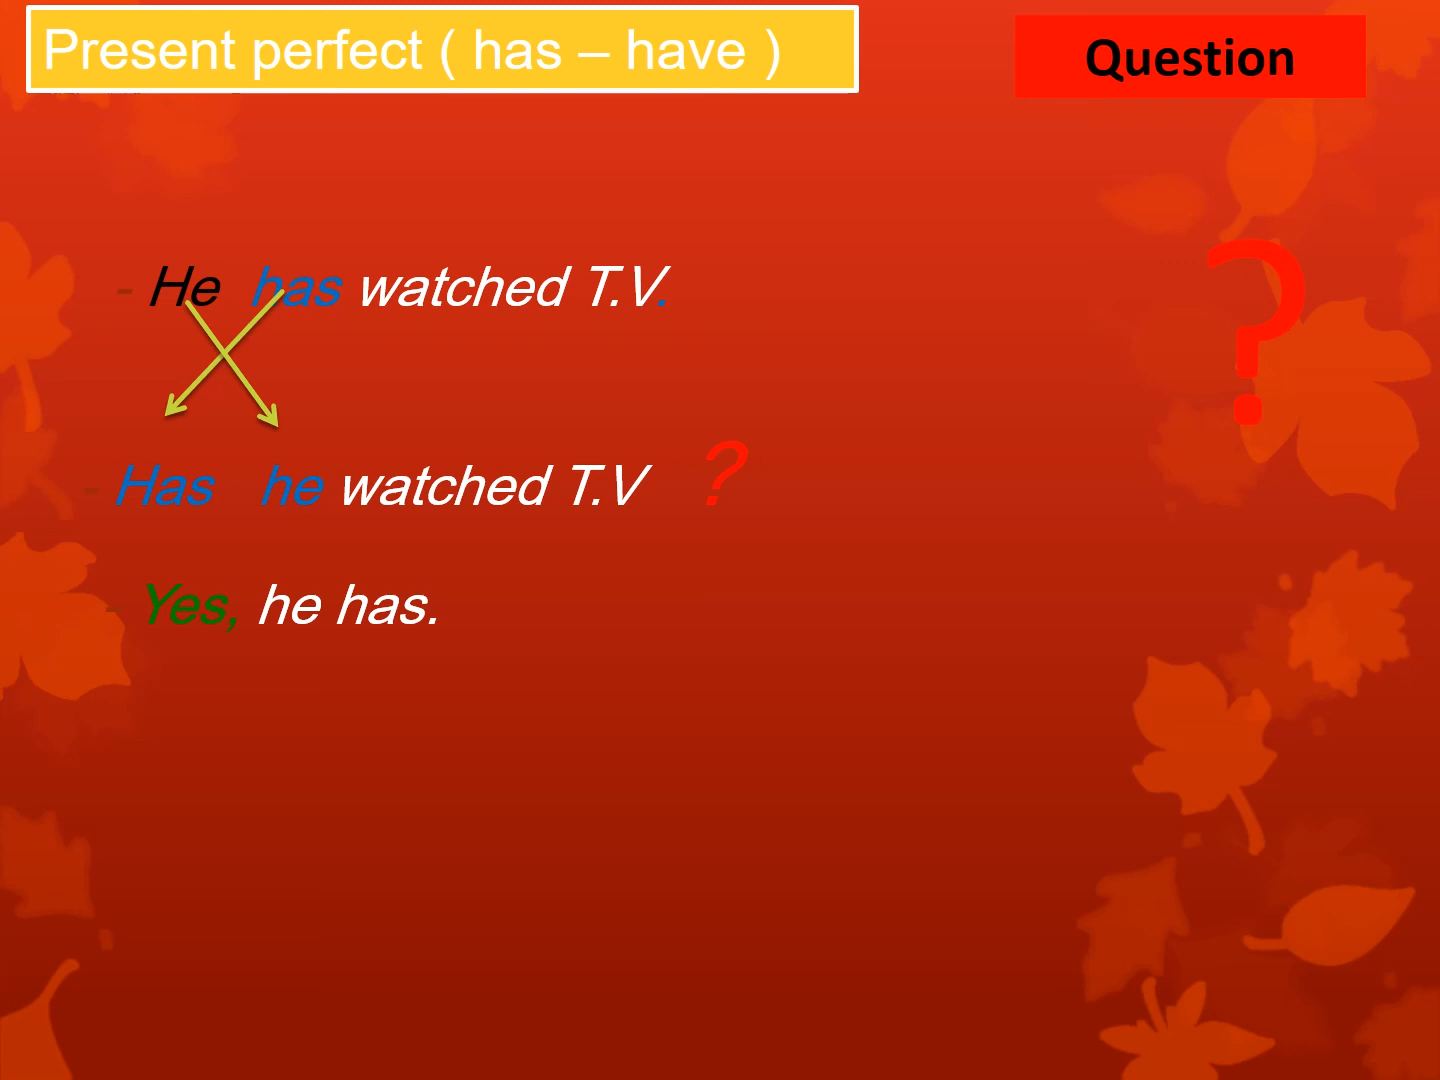 Present perfect ( has – have )
Question
- He has watched T.V.
?
- Has he watched T.V ?
- Yes, he has.